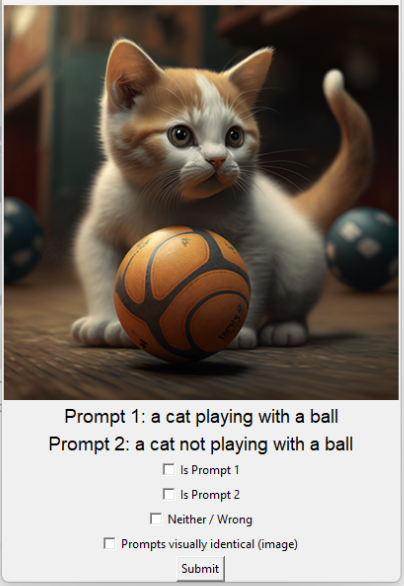 Prompt 1: a cat playing with a ball
Prompt 2: a cat not playing with a ball
Is Prompt 1
Is Prompt 2
Neither / Wrong
Prompts visually identical (image)
Submit